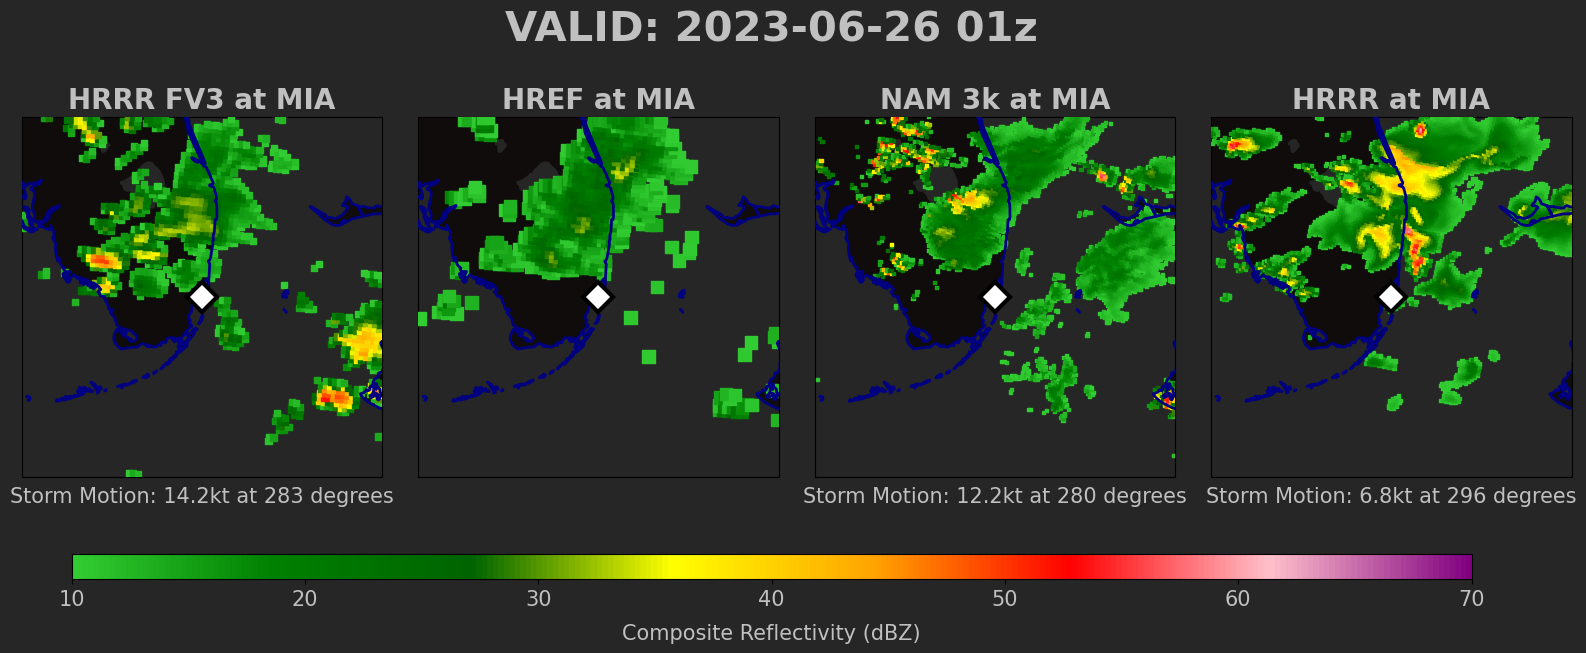 VALID: 2023-06-26 01z
HRRR FV3 at MIA
HREF at MIA
NAM 3k at MIA
HRRR at MIA
Storm Motion: 14.2kt at 283 degrees
Storm Motion: 12.2kt at 280 degrees
Storm Motion: 6.8kt at 296 degrees
10 20 30 40 50 60 70
Composite Reflectivity (dBZ)